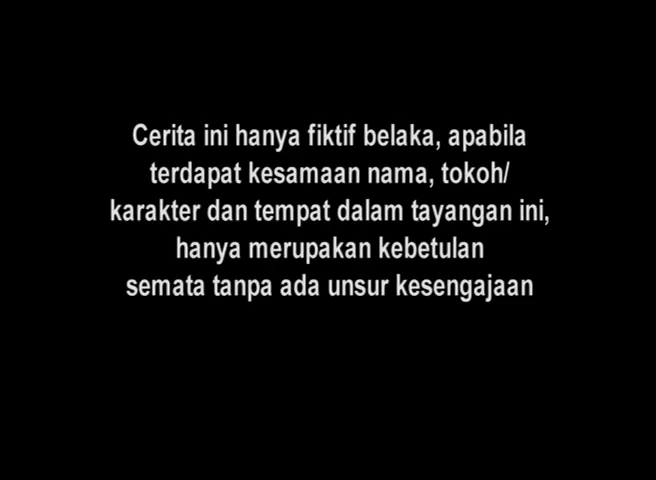 Cerita ini hanya fiktif belaka, apabila
terdapat kesamaan nama, tokoh/
karakter dan tempat dalam tayangan ini,
hanya merupakan kebetulan
semata tanpa ada unsur kesengajaan